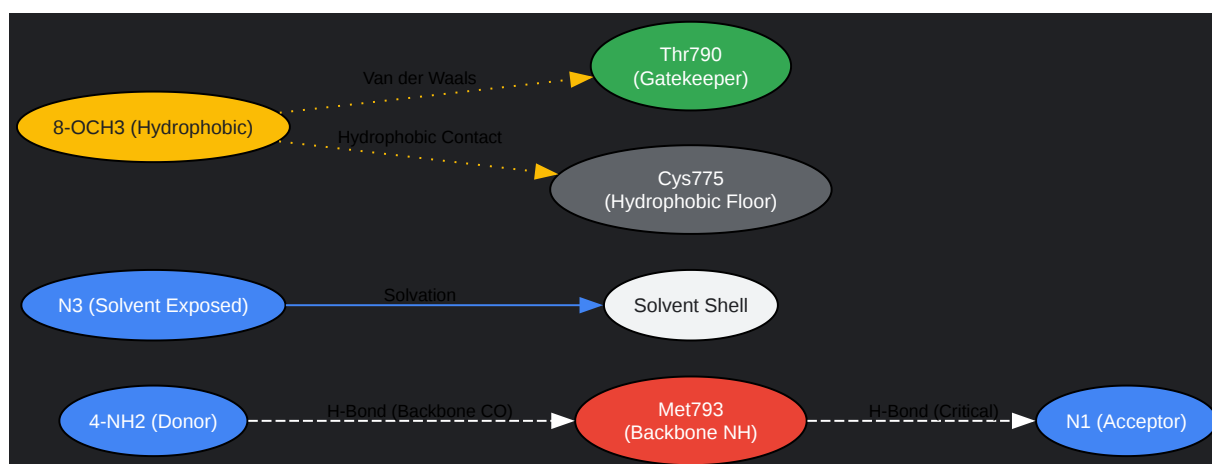 8-OCH3 (Hydrophobic)
Van der Waals
Hydrophobic Contact
Thr790
(Gatekeeper)
Cys775
(Hydrophobic Floor)
N3 (Solvent Exposed)
Solvation
Solvent Shell
4-NH2 (Donor)
H-Bond (Backbone CO)
Met793
(Backbone NH)
H-Bond (Critical)
N1 (Acceptor)